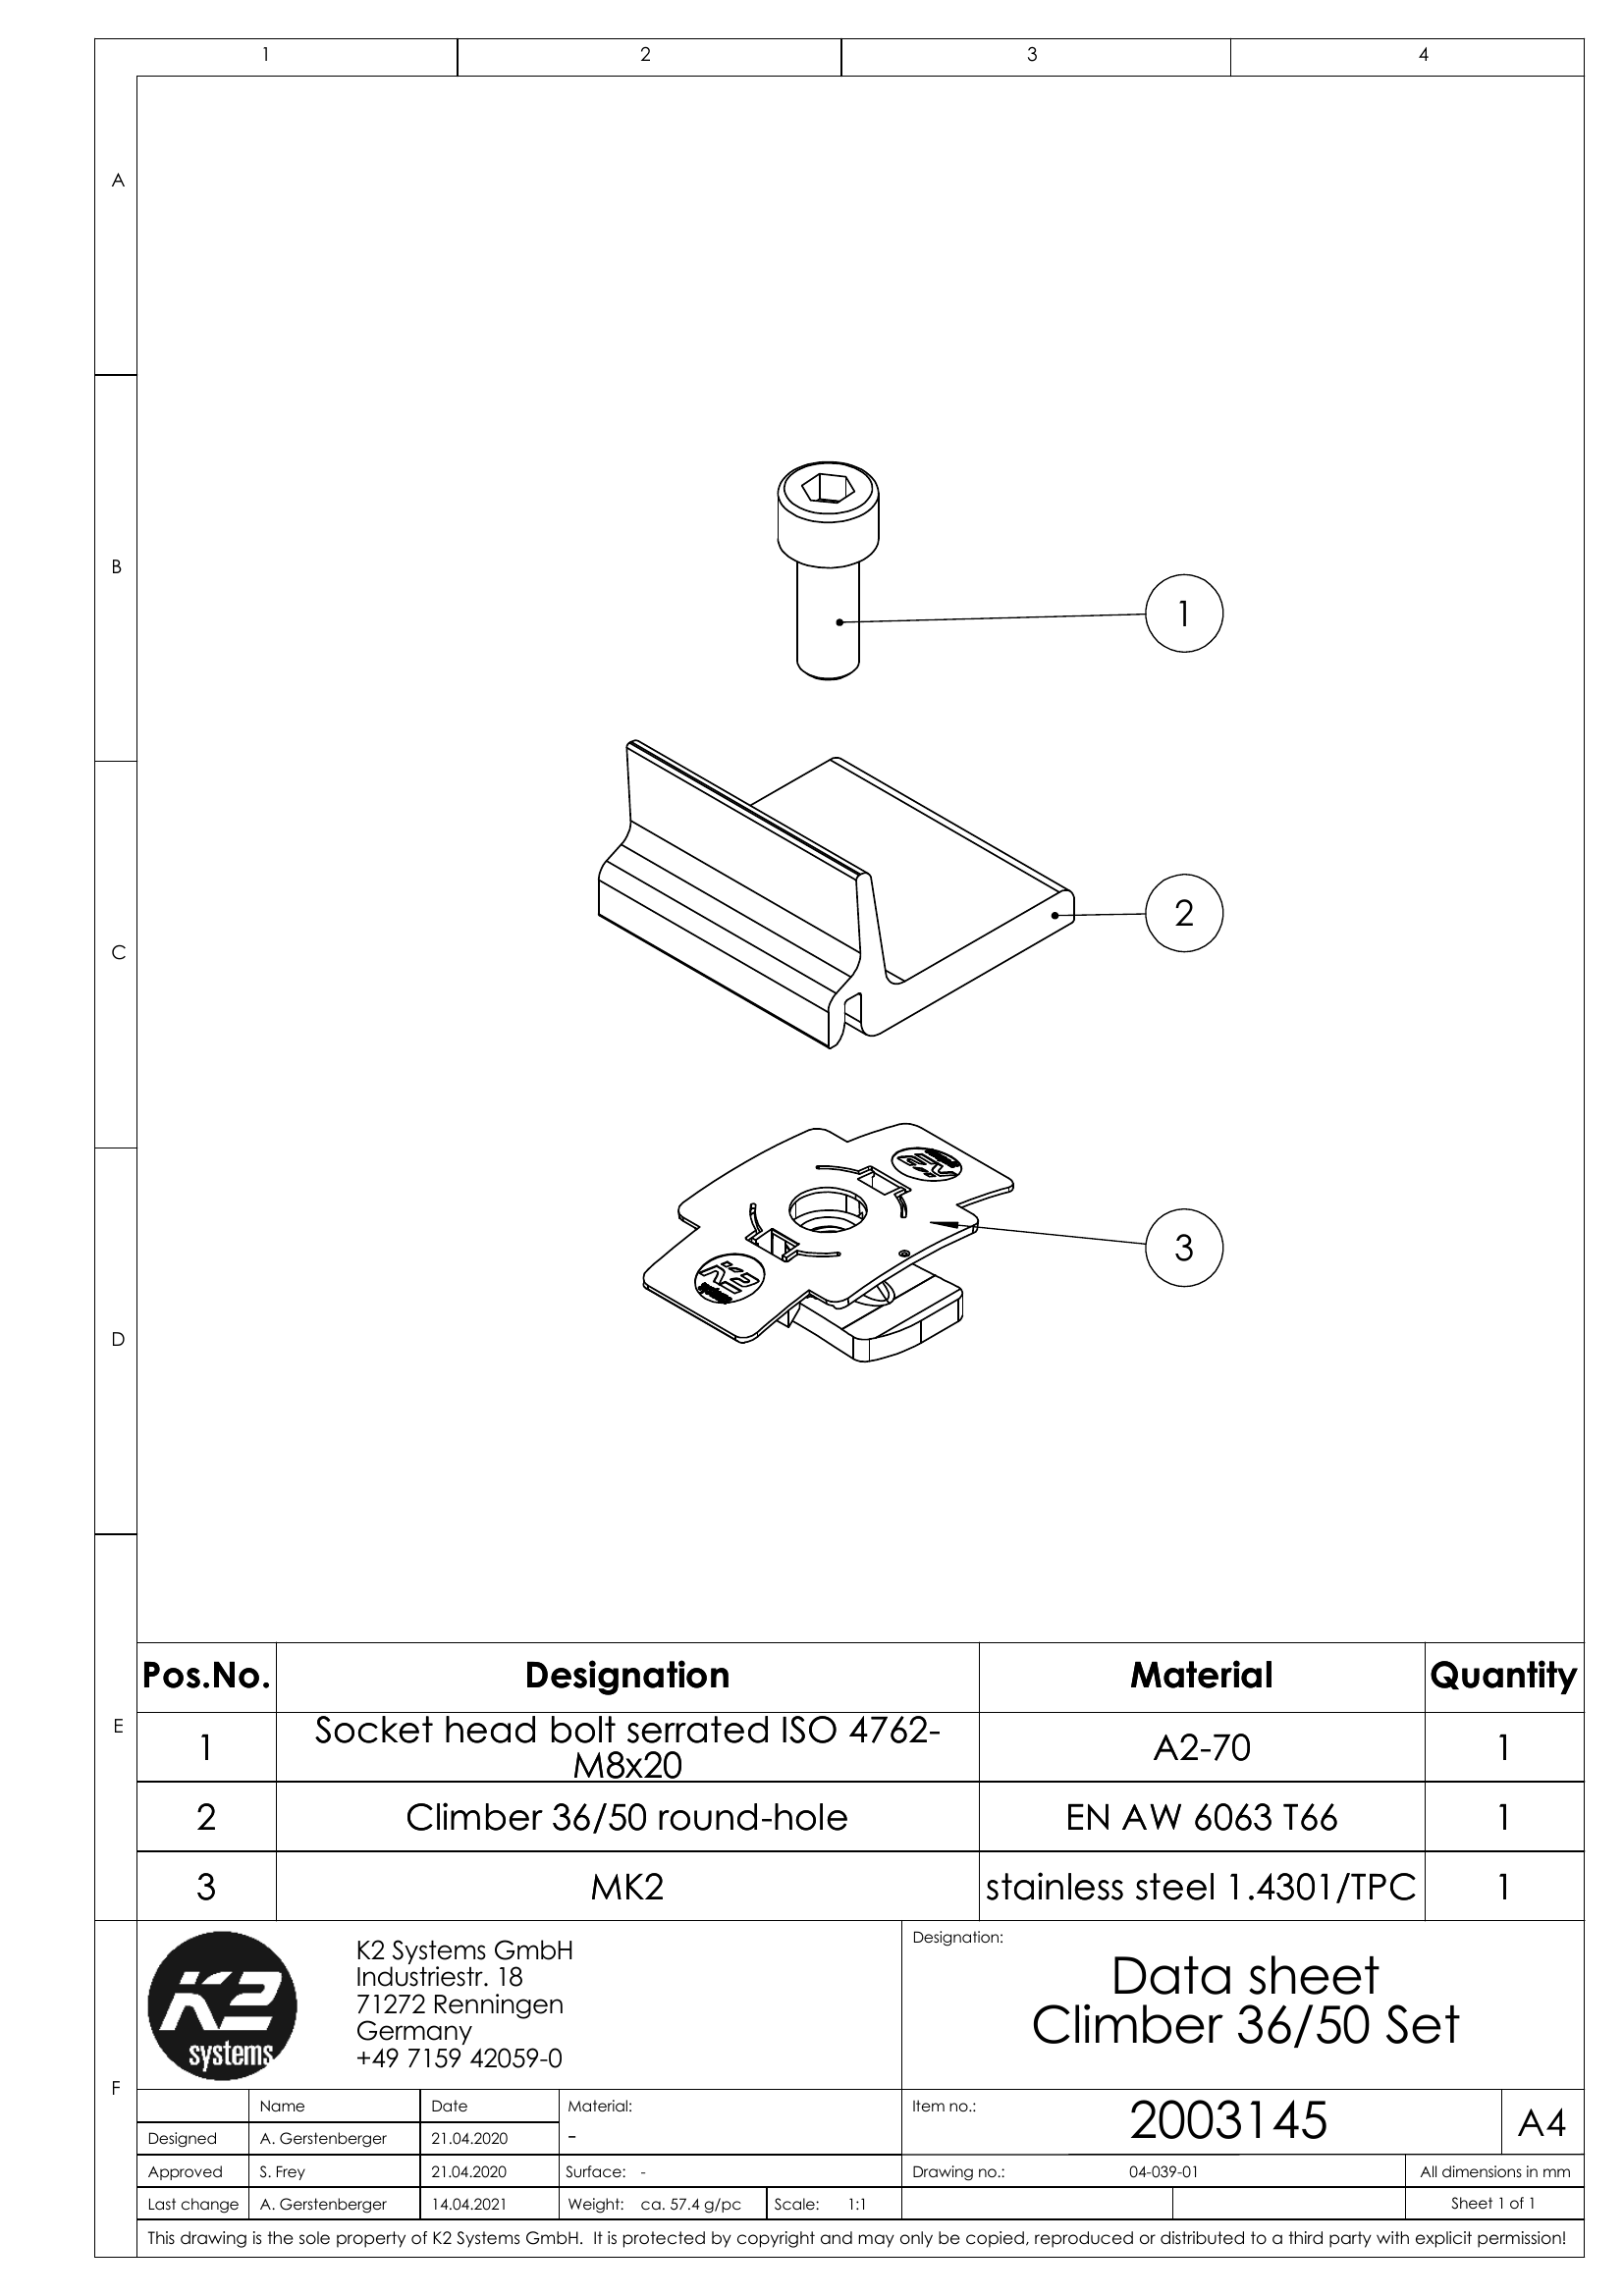 1 2 3 4
A
B
C
D
E
F
1
2
3
K2
systems
K2
systems
Pos.No. Designation Material Quantity
1 Socket head bolt serrated ISO 4762-
M8x20 A2-70 1
2 Climber 36/50 round-hole EN AW 6063 T66 1
3 MK2 stainless steel 1.4301/TPC 1
K2
systems
K2 Systems GmbH
Industriestr. 18
71272 Renningen
Germany
+49 7159 42059-0
Designation:
Data sheet
Climber 36/50 Set
Name Date Material: Item no.: 2003145 A4
Designed A. Gerstenberger 21.04.2020 -
Approved S. Frey 21.04.2020 Surface: - Drawing no.: 04-039-01 All dimensions in mm
Last change A. Gerstenberger 14.04.2021 Weight: ca. 57.4 g/pc Scale: 1:1 Sheet 1 of 1
This drawing is the sole property of K2 Systems GmbH. It is protected by copyright and may only be copied, reproduced or distributed to a third party with explicit permission!